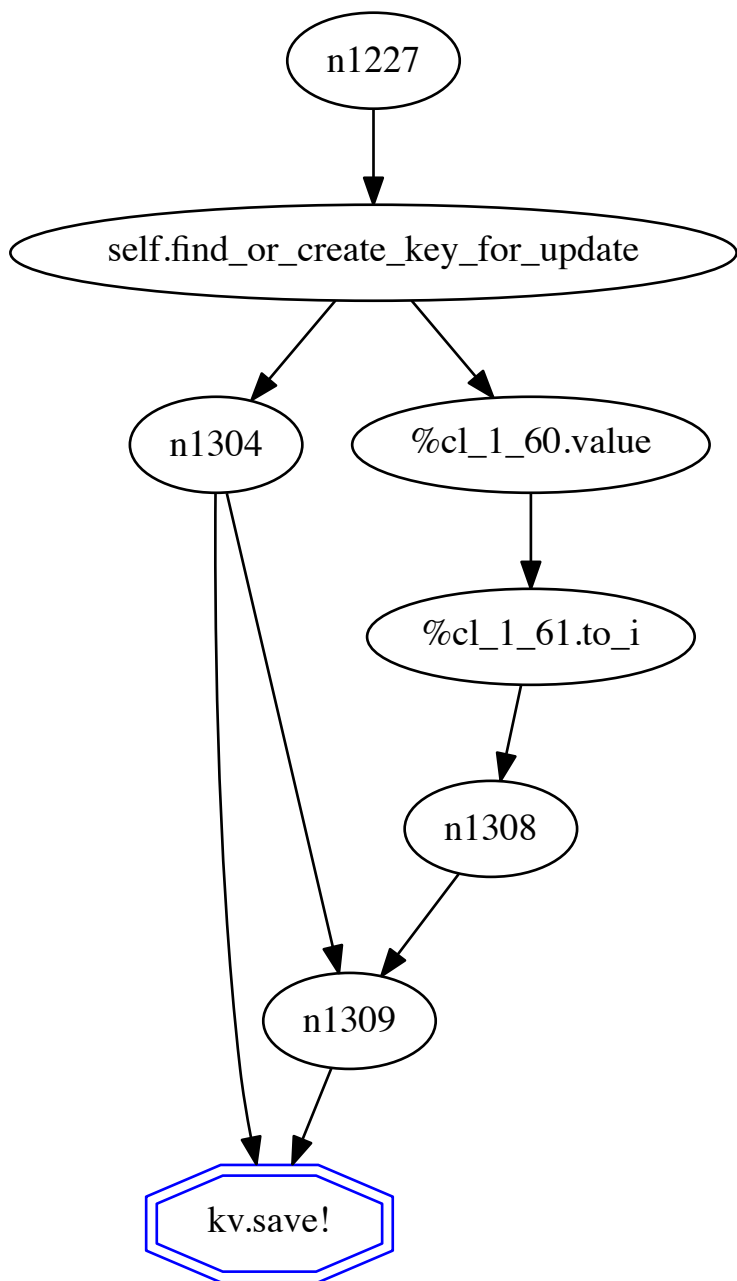 n1227
self.find_or_create_key_for_update
n1304
%cl_1_60.value
%cl_1_61.to_i
n1308
n1309
kv.save!